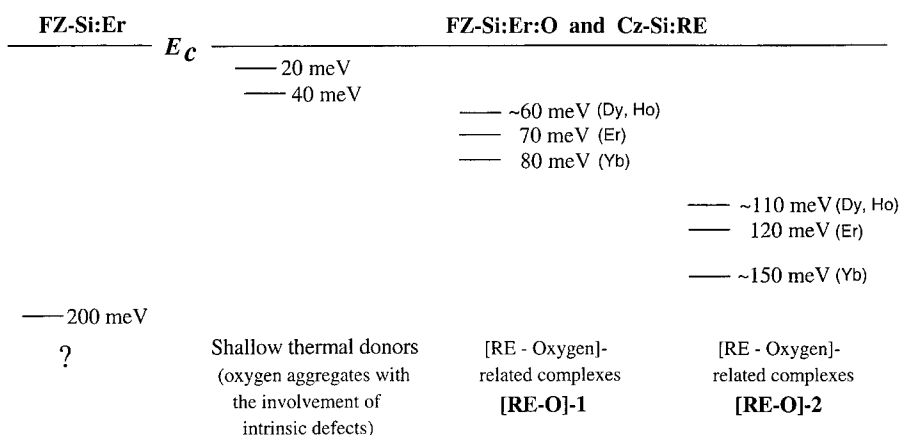 FZ-Si:Er
FZ-Si:Er:O and Cz-Si:RE
Ec
20 meV
40 meV
~60 meV (Dy, Ho)
70 meV (Er)
80 meV (Yb)
~110 meV (Dy, Ho)
120 meV (Er)
~150 meV (Yb)
200 meV
?
Shallow thermal donors
(oxygen aggregates with
the involvement of
intrinsic defects)
[RE - Oxygen]-
related complexes
[RE-O]-1
[RE - Oxygen]-
related complexes
[RE-O]-2